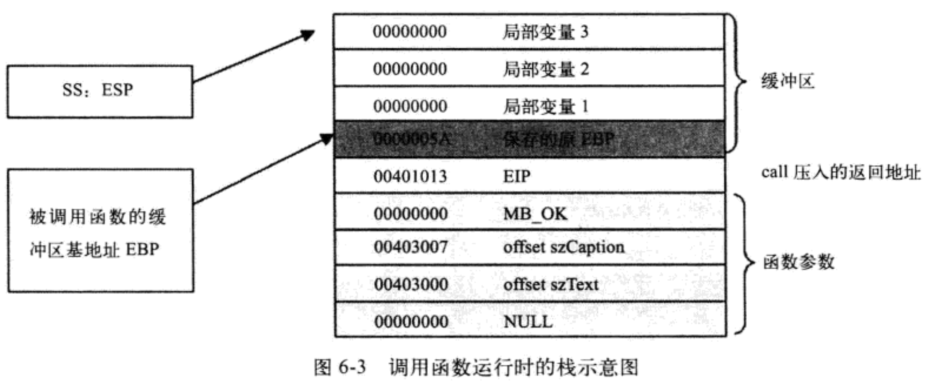 00000000 局部变量 3
00000000 局部变量 2
SS：ESP
缓冲区
00000000 局部变量 1
0000005A 保存的原 EBP
00401013 EIP
call 压入的返回地址
被调用函数的缓
冲区基地址 EBP
00000000 MB_OK
00403007 offset szCaption
函数参数
00403000 offset szText
00000000 NULL
图 6-3 调用函数运行时的栈示意图